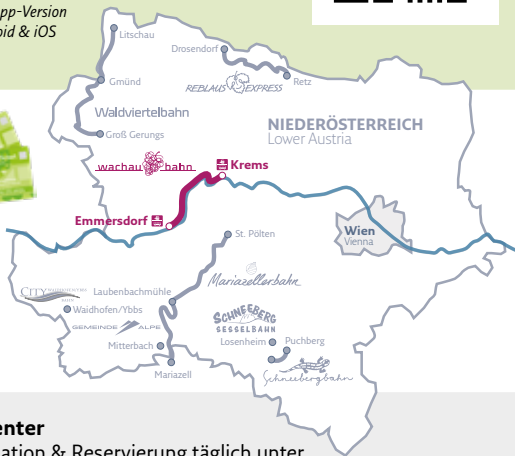 pp-Version
oid & iOS
Litschau
Drosendorf
Gmünd
REBLAUS EXPRESS
Retz
Waldviertelbahn
Groß Gerungs
NIEDERÖSTERREICH
Lower Austria
wachau bahn
Krems
Emmersdorf
St. Pölten
Wien
Vienna
Mariazellerbahn
CITY
Laubenbachmühle
Waidhofen/Ybbs
SCHNEEBERG
SESSELBAHN
GEMEINDE ALPE
Losenheim
Puchberg
Mitterbach
Mariazell
Schneebergbahn
enter
ation & Reservierung täglich unter